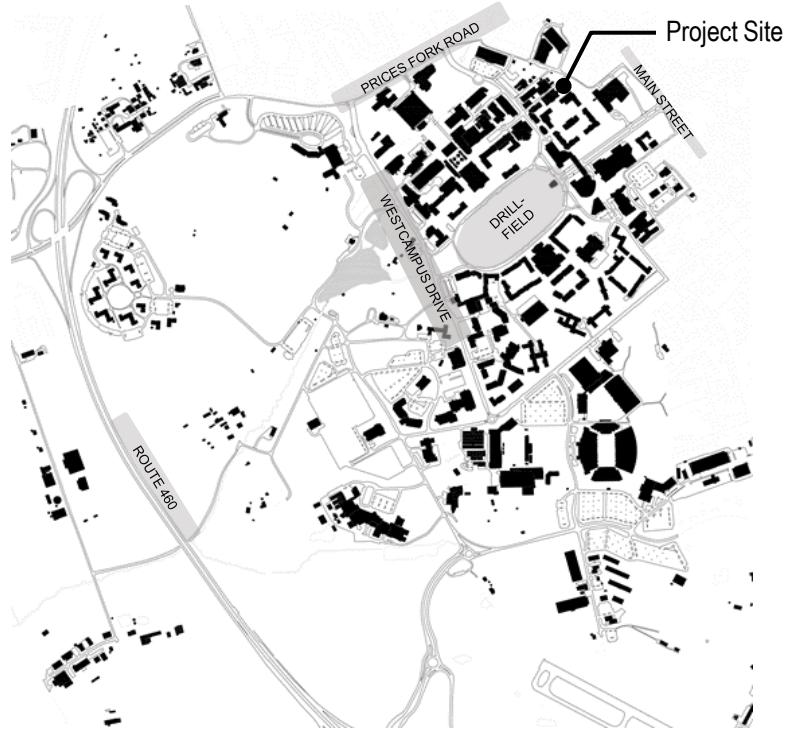 Project Site
PRICES FORK ROAD
MAIN STREET
WESTCAMPUS DRIVE
DRILL-
FIELD
ROUTE 460